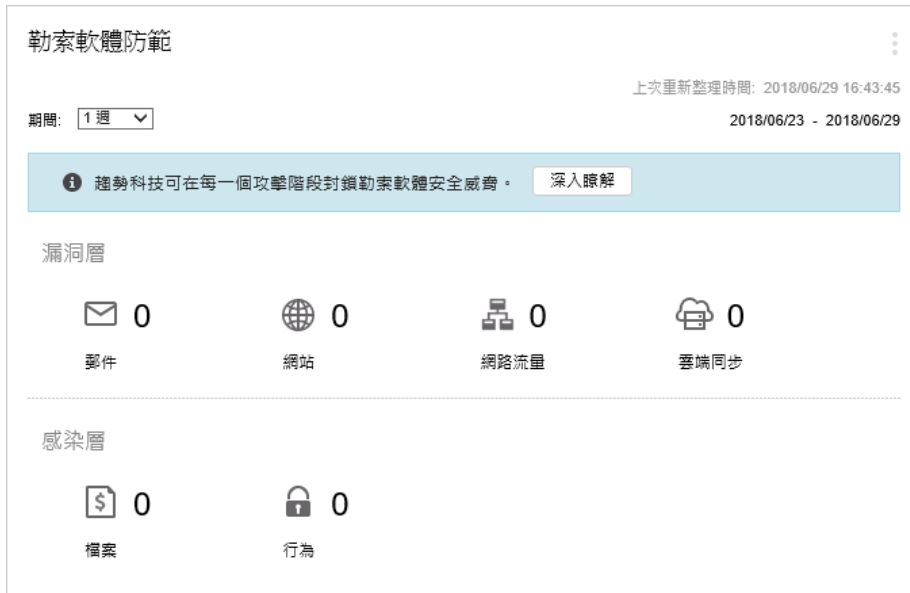 勒索軟體防範
上次重新整理時間: 2018/06/29 16:43:45
期間: 1 週 2018/06/23 - 2018/06/29
趨勢科技可在每一個攻擊階段封鎖勒索軟體安全威脅。 深入瞭解
漏洞層
0 0 0 0
郵件 網站 網路流量 雲端同步
感染層
0 0
檔案 行為